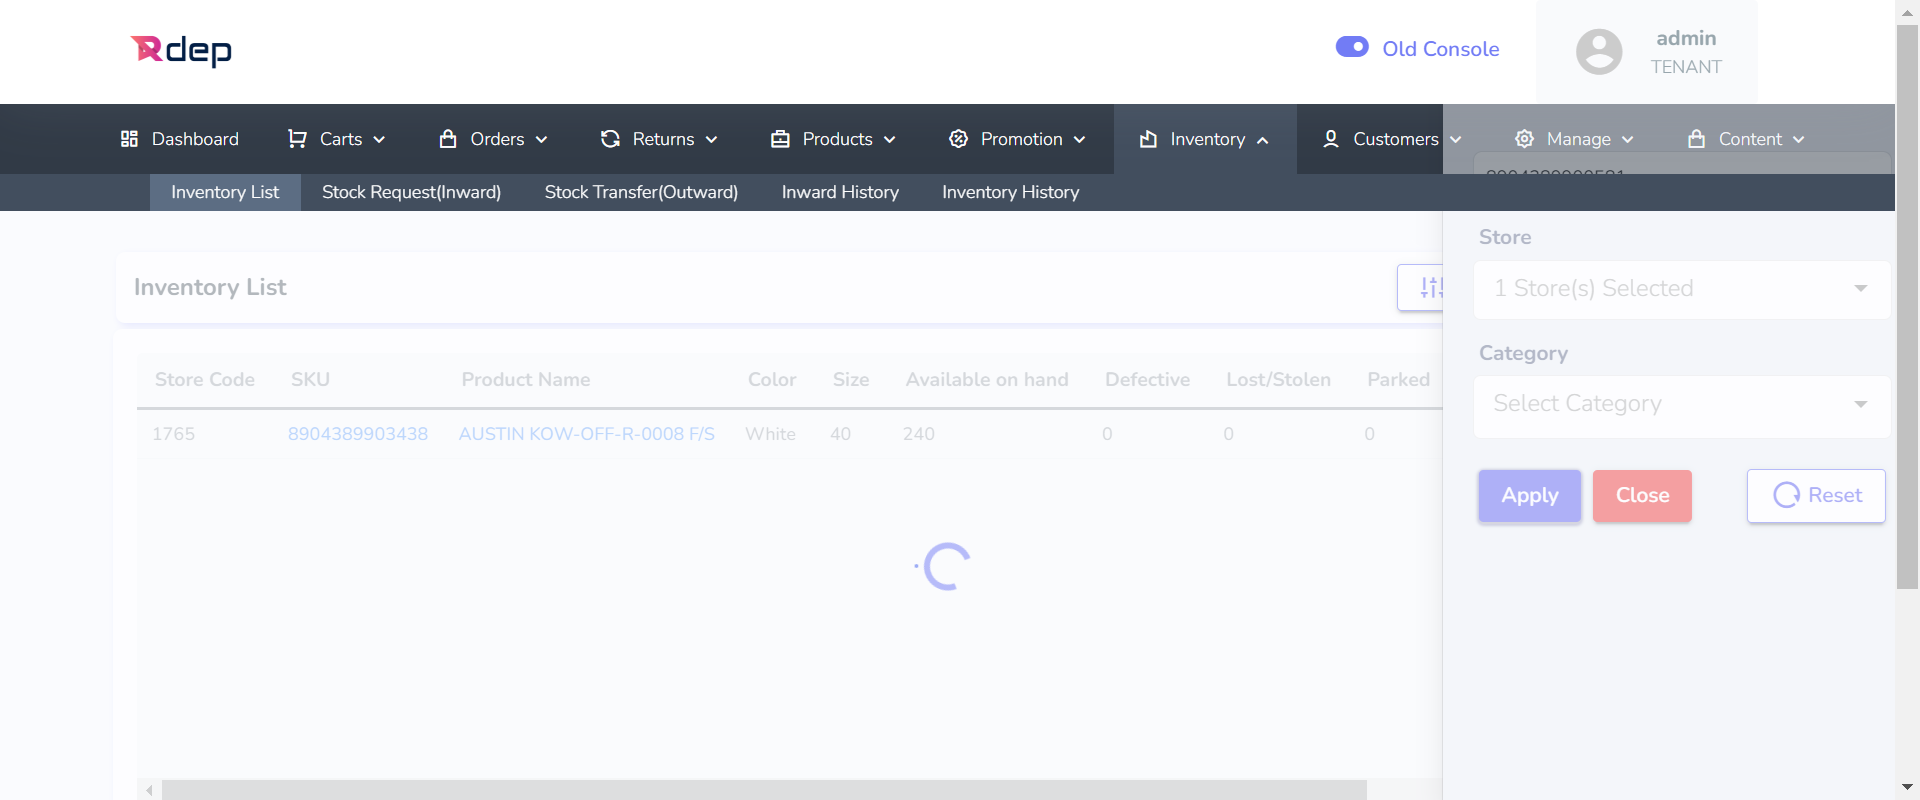 Rdep
Old Console
admin
TENANT
Dashboard
Carts
Orders
Returns
Products
Promotion
Inventory
Customers
Manage
Content
Inventory List
Stock Request(Inward)
Stock Transfer(Outward)
Inward History
Inventory History
Inventory List
Store Code SKU Product Name Color Size Available on hand Defective Lost/Stolen Parked
1765 8904389903438 AUSTIN KOW-OFF-R-0008 F/S White 40 240 0 0 0
Store
1 Store(s) Selected
Category
Select Category
Apply
Close
Reset